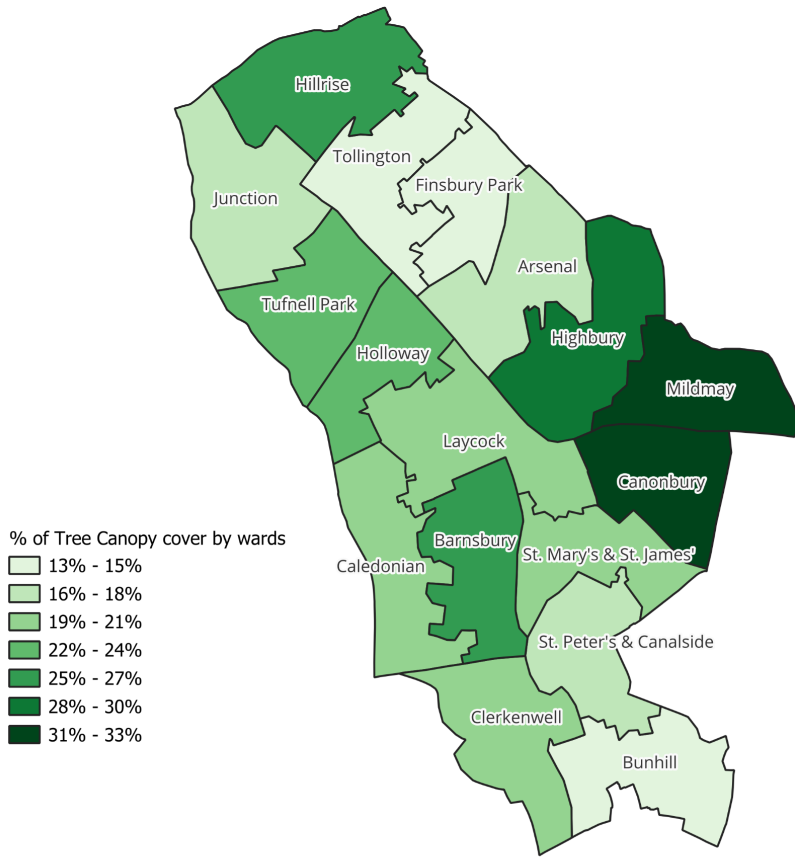 Hillrise
Tollington
Finsbury Park
Junction
Arsenal
Tufnell Park
Highbury
Holloway
Mildmay
Laycock
Canonbury
% of Tree Canopy cover by wards
13% - 15%
16% - 18%
19% - 21%
22% - 24%
25% - 27%
28% - 30%
31% - 33%
Barnsbury
St. Mary's & St. James'
Caledonian
St. Peter's & Canalside
Clerkenwell
Bunhill